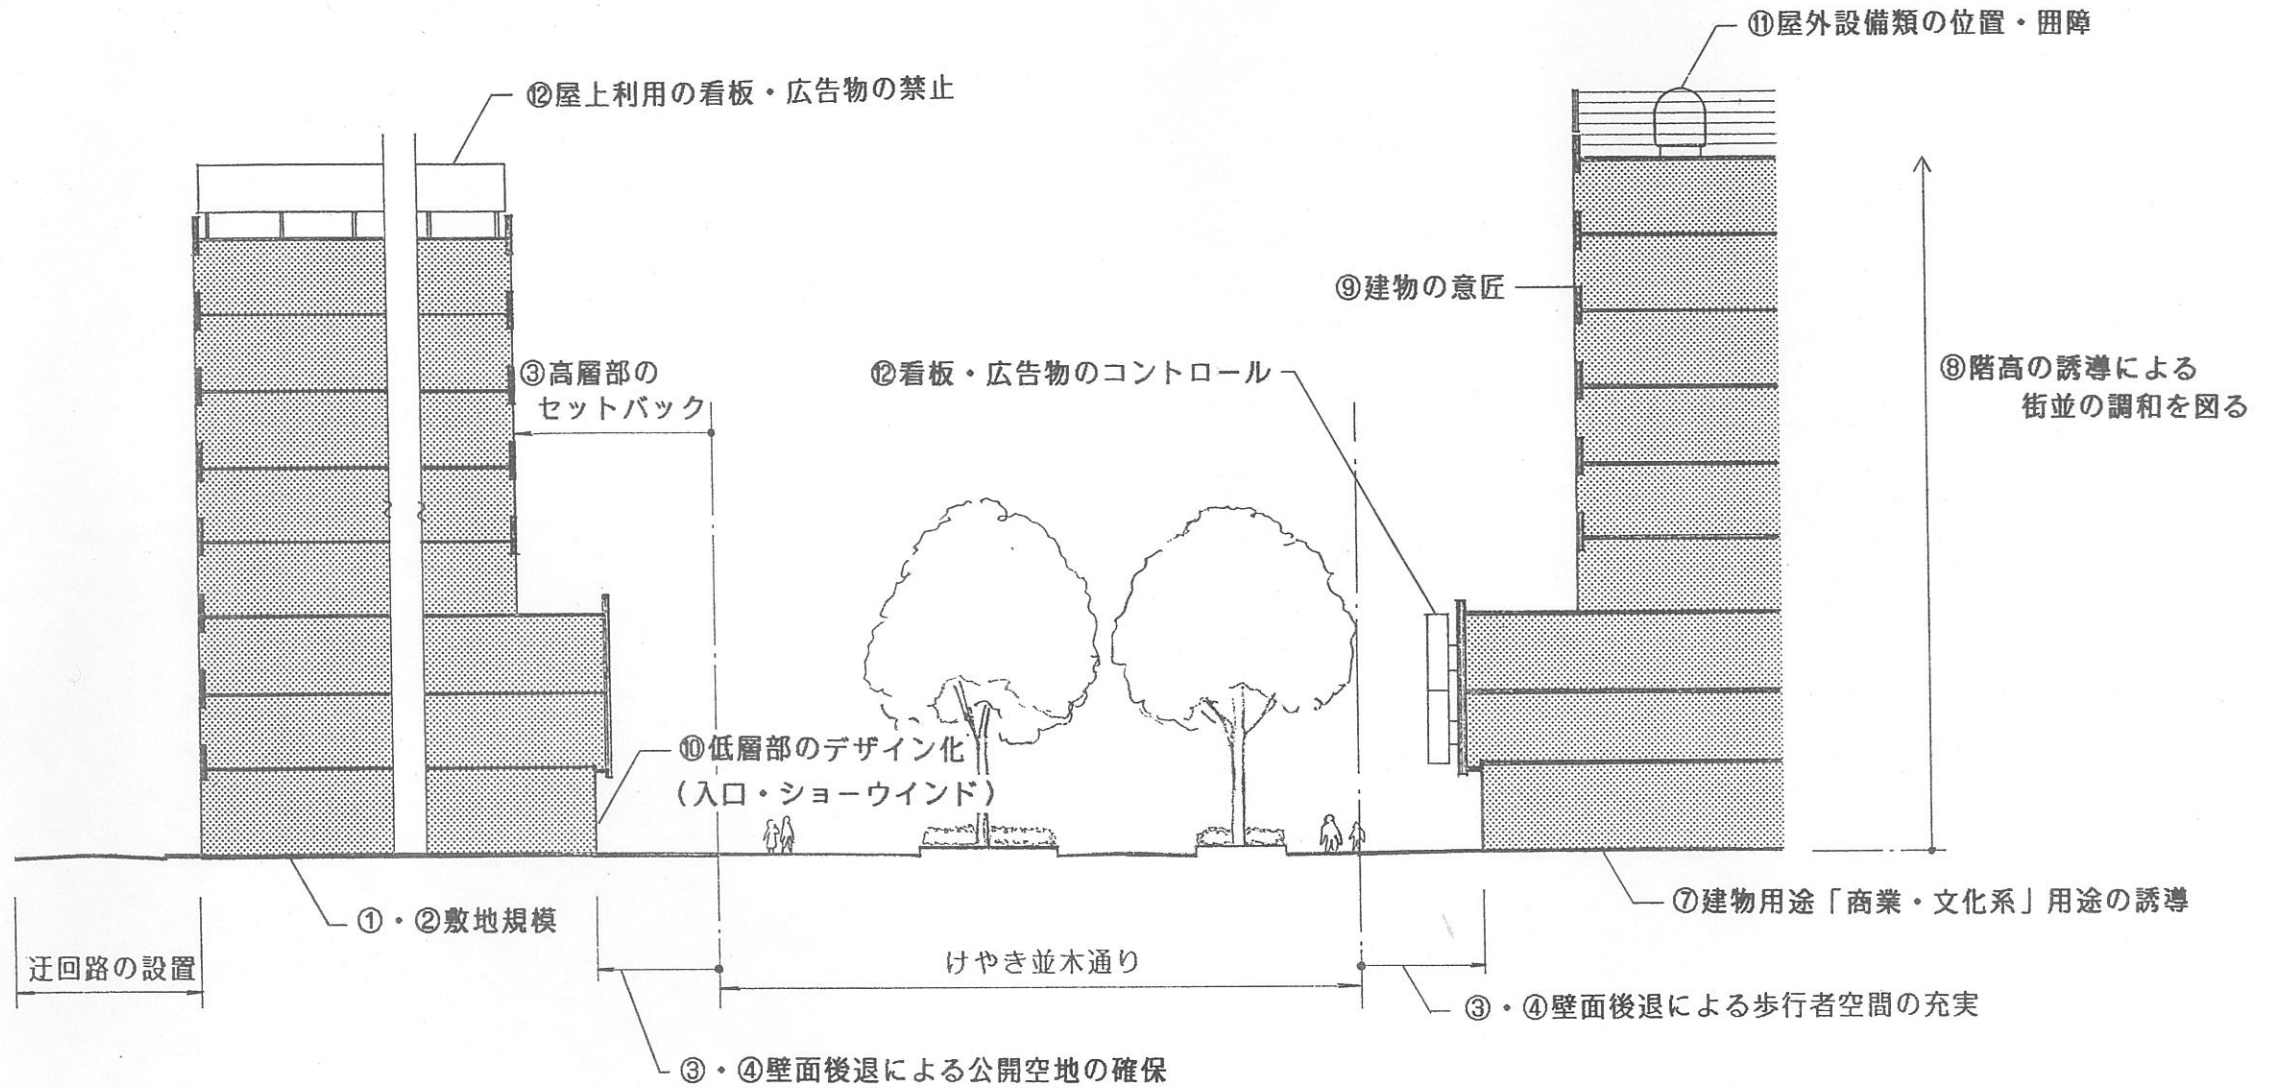 ⑪屋外設備類の位置・囲障
⑫屋上利用の看板・広告物の禁止
⑨建物の意匠
③高層部の
セットバック
⑫看板・広告物のコントロール
⑧階高の誘導による
街並の調和を図る
⑩低層部のデザイン化
(入口・ショーウインド)
①・②敷地規模
⑦建物用途「商業・文化系」用途の誘導
迂回路の設置
けやき並木通り
③・④壁面後退による歩行者空間の充実
③・④壁面後退による公開空地の確保